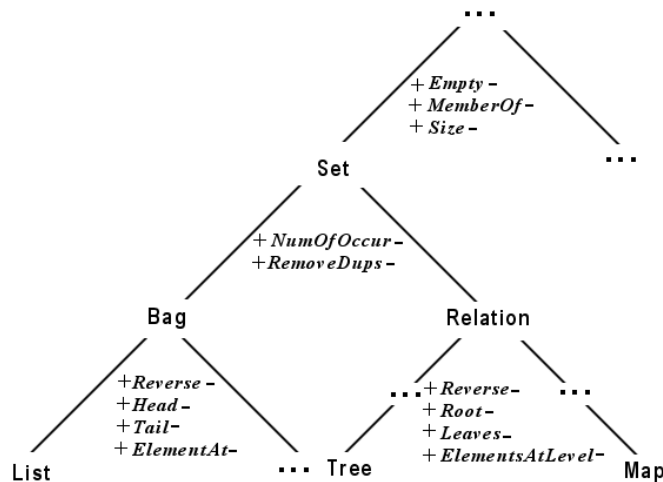 ...
+ Empty -
+ MemberOf -
+ Size -
...
Set
+ NumOfOccur -
+ RemoveDups -
Bag
Relation
+ Reverse -
+ Head -
+ Tail -
+ ElementAt -
... + Reverse - ...
+ Root -
+ Leaves -
+ ElementsAtLevel -
List
... Tree
Map